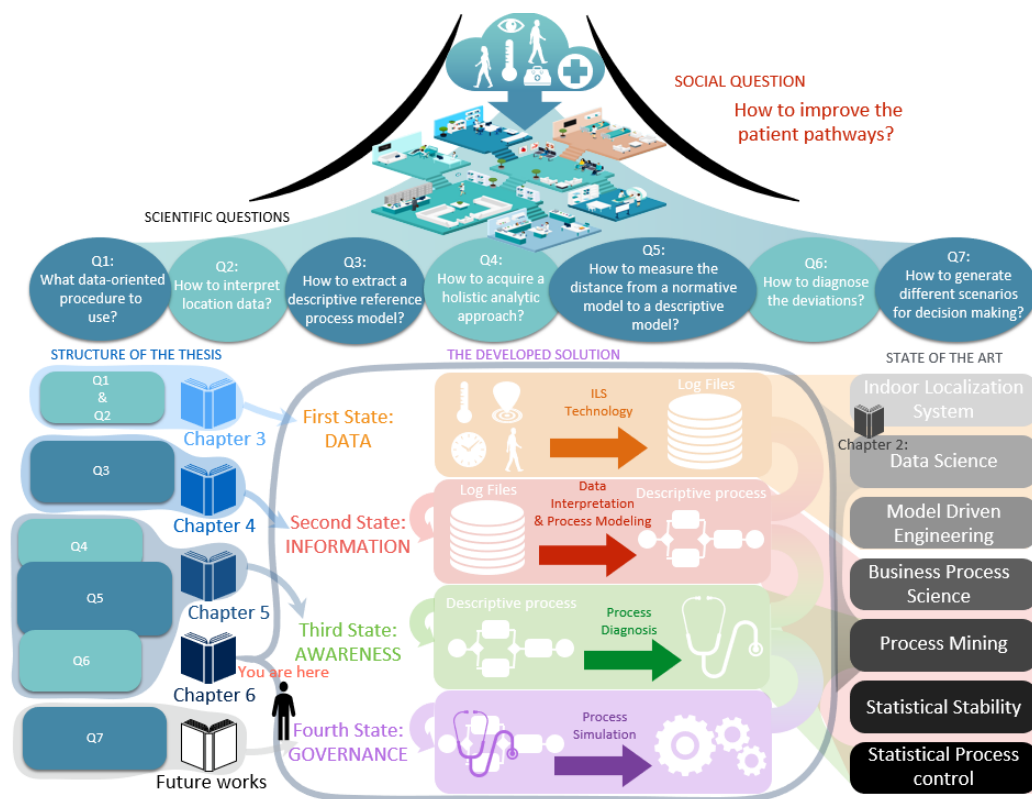 SOCIAL QUESTION
How to improve the
patient pathways?
SCIENTIFIC QUESTIONS
Q1:
What data-oriented
procedure to
use?
Q2:
How to interpret
location data?
Q3:
How to extract a
descriptive reference
process model?
Q4:
How to acquire a
holistic analytic
approach?
Q5:
How to measure the
distance from a normative
model to a descriptive
model?
Q6:
How to diagnose
the deviations?
Q7:
How to generate
different scenarios
for decision making?
STRUCTURE OF THE THESIS
THE DEVELOPED SOLUTION
STATE OF THE ART
Q1
&
Q2
Chapter 3
First State:
DATA
ILS
Technology
Log Files
Indoor Localization
System
Chapter 2:
Data Science
Q3
Chapter 4
Second State:
INFORMATION
Log Files
Data
Interpretation
& Process Modeling
Descriptive process
Model Driven
Engineering
Business Process
Science
Q4
Q5
Chapter 5
Third State:
AWARENESS
Descriptive process
Process
Diagnosis
Process Mining
Q6
Chapter 6
You are here
Statistical Stability
Q7
Future works
Fourth State:
GOVERNANCE
Process
Simulation
Statistical Process
control